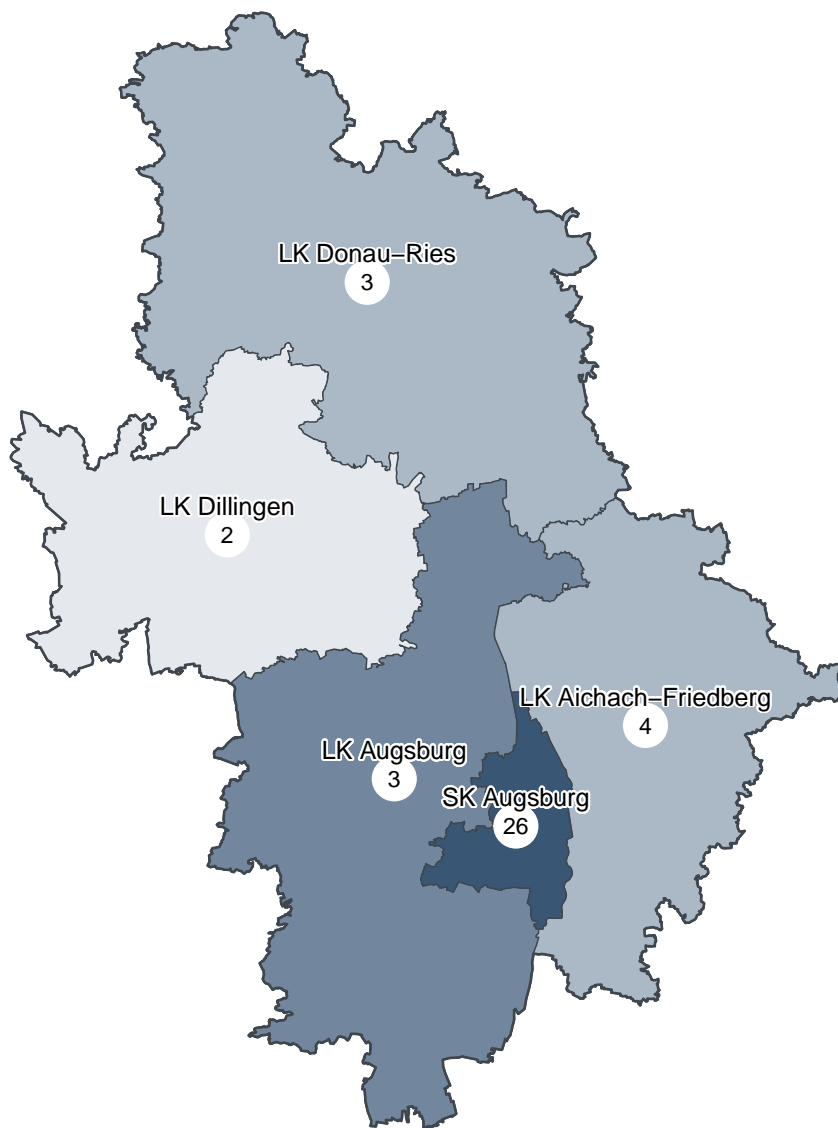 LK Donau–Ries
3
LK Dillingen
2
LK Aichach–Friedberg
4
LK Augsburg
3
SK Augsburg
26